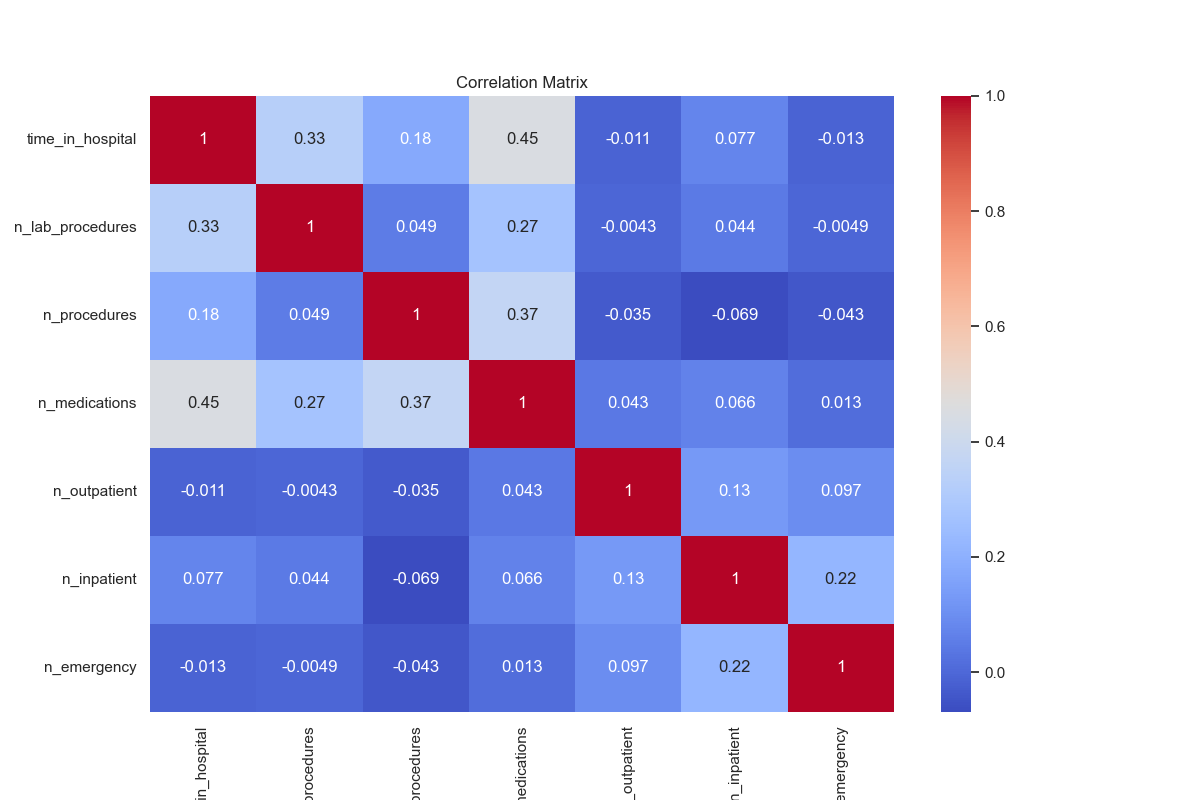 Correlation Matrix
time_in_hospital 1 0.33 0.18 0.45 -0.011 0.077 -0.013
n_lab_procedures 0.33 1 0.049 0.27 -0.0043 0.044 -0.0049
n_procedures 0.18 0.049 1 0.37 -0.035 -0.069 -0.043
n_medications 0.45 0.27 0.37 1 0.043 0.066 0.013
n_outpatient -0.011 -0.0043 -0.035 0.043 1 0.13 0.097
n_inpatient 0.077 0.044 -0.069 0.066 0.13 1 0.22
n_emergency -0.013 -0.0049 -0.043 0.013 0.097 0.22 1
in_hospital
procedures
procedures
medications
_outpatient
n_inpatient
emergency
1.0
0.8
0.6
0.4
0.2
0.0